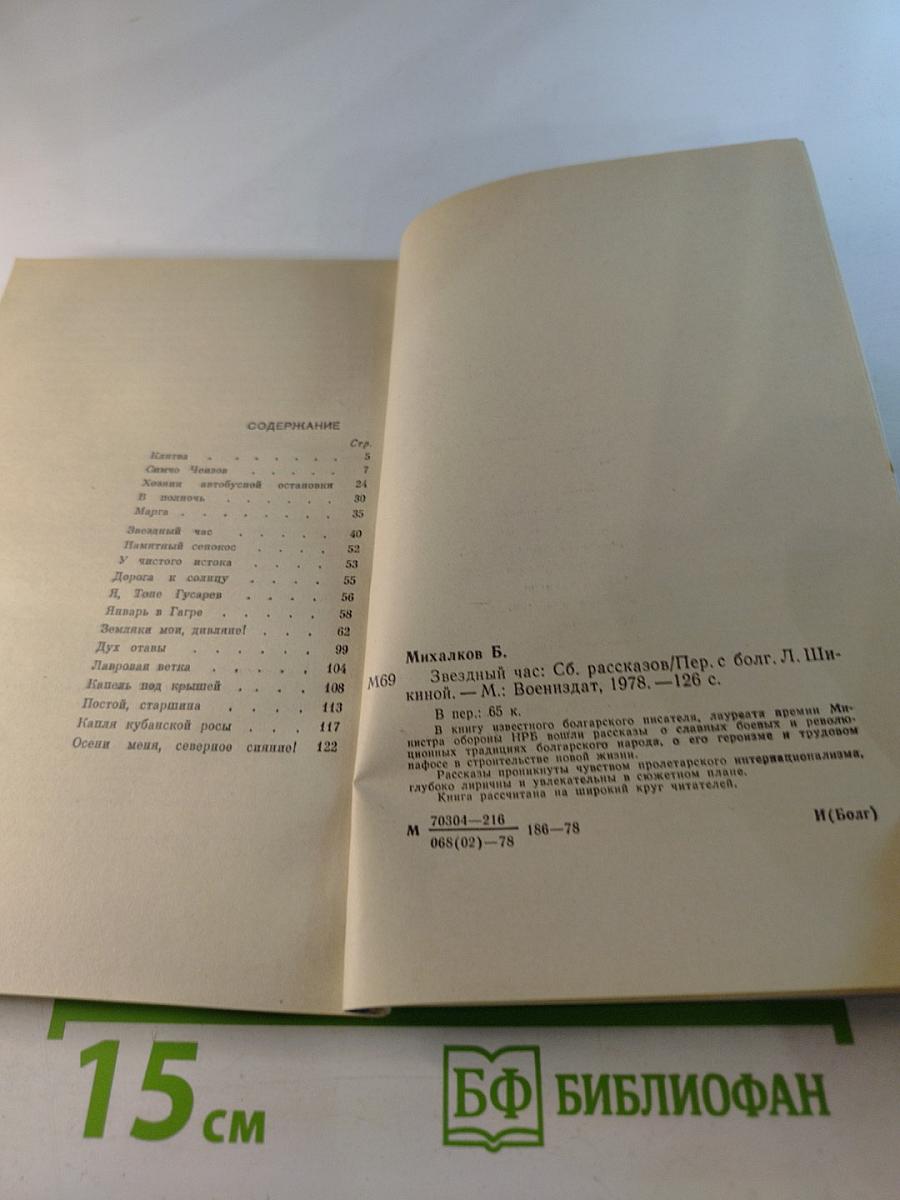 СОДЕРЖАНИЕ
Стр.
Клятва . . . . . . . 5
Симчо Чензов . . . . . 7
Хозяин автобусной остановки 24
В полночь . . . . . . 30
Марга . . . . . . . . 35
Звездный час . . . . . 40
Памятный сенокос . . . . 52
У чистого истока . . . . 53
Дорога к солнцу . . . . 55
Я, Топе Гусарев . . . . 56
Январь в Гагре . . . . . 58
Земляки мои, дивляне! . . . 62
Дух отавы . . . . . . 99
Лавровая ветка . . . . . 104
Капель под крышей . . . . 108
Постой, старшина . . . . 113
Капля кубанской росы . . . 117
Осени меня, северное сияние! 122
Михалков Б.
М69 Звездный час: Сб. рассказов/Пер. с болг. Л. Ши-
киной. — М.: Воениздат, 1978. —126 с.
В пер.: 65 к.
В книгу известного болгарского писателя, лауреата премии Ми-
нистра обороны НРБ вошли рассказы о славных боевых и револю-
ционных традициях болгарского народа, о его героизме и трудовом
пафосе в строительстве новой жизни.
Рассказы проникнуты чувством пролетарского интернационализма,
глубоко лиричны и увлекательны в сюжетном плане.
Книга рассчитана на широкий круг читателей.
М 70304—216 186—78 И(Болг)
068(02)—78
15 см
БФ БИБЛИОФАН